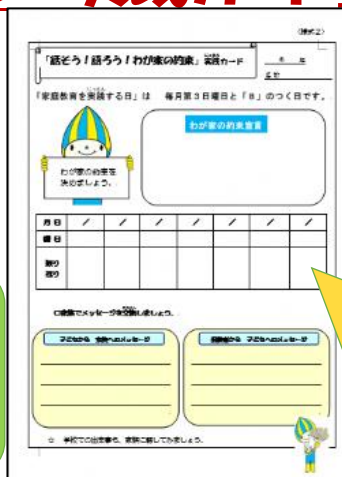 (様式2)
「話そう！語ろう！わが家の約束」実践カード
年 組
名前
「家庭教育を実践する日」は 毎月第3日曜日と「8」のつく日です。
わが家の約束宣言
わが家の約束を
決めましょう。
月日 / / / / / / /
曜日
振り
返り
○家族でメッセージを交換しましょう。
子どもから 家族へのメッセージ
保護者から 子どもへのメッセージ
☆ 学校での出来事も、家族に話してみましょう。